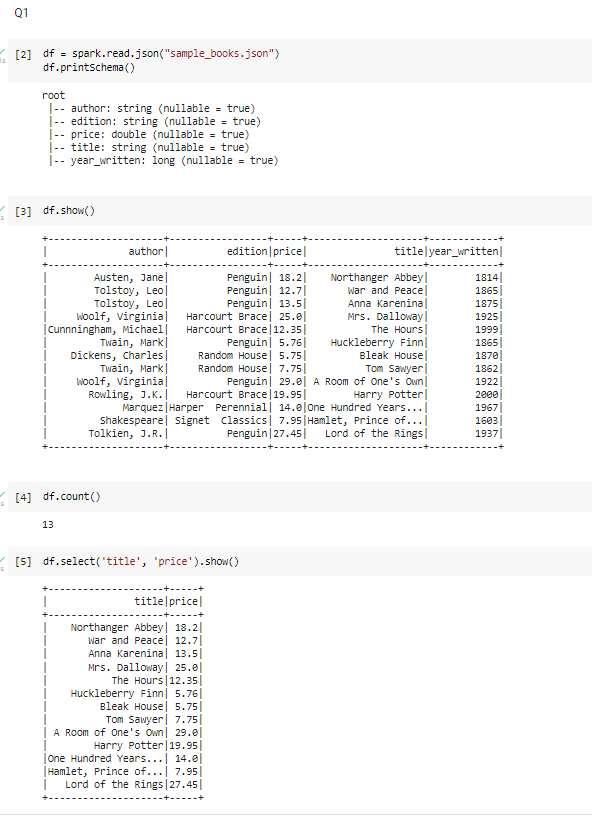 Q1
[2] df = spark.read.json("sample_books.json")
df.printSchema()
root
|-- author: string (nullable = true)
|-- edition: string (nullable = true)
|-- price: double (nullable = true)
|-- title: string (nullable = true)
|-- year_written: long (nullable = true)
[3] df.show()
+--------------------+----------------+-----+--------------------+------------+
|              author|         edition|price|               title|year_written|
+--------------------+----------------+-----+--------------------+------------+
|        Austen, Jane|         Penguin| 18.2|    Northanger Abbey|        1814|
|        Tolstoy, Leo|         Penguin| 12.7|       War and Peace|        1865|
|        Tolstoy, Leo|         Penguin| 13.5|       Anna Karenina|        1875|
|     Woolf, Virginia|  Harcourt Brace| 25.0|       Mrs. Dalloway|        1925|
|Cunnningham, Michael|  Harcourt Brace|12.35|           The Hours|        1999|
|         Twain, Mark|         Penguin| 5.76|    Huckleberry Finn|        1865|
|    Dickens, Charles|    Random House| 5.75|         Bleak House|        1870|
|         Twain, Mark|    Random House| 7.75|          Tom Sawyer|        1862|
|     Woolf, Virginia|         Penguin| 29.0| A Room of One's Own|        1922|
|       Rowling, J.K.|  Harcourt Brace|19.95|        Harry Potter|        2000|
|             Marquez|Harper  Perennial| 14.0|One Hundred Years...|        1967|
|         Shakespeare| Signet  Classics| 7.95|Hamlet, Prince of...|        1603|
|       Tolkien, J.R.|         Penguin|27.45|   Lord of the Rings|        1937|
+--------------------+----------------+-----+--------------------+------------+
[4] df.count()
13
[5] df.select('title', 'price').show()
+--------------------+-----+
|               title|price|
+--------------------+-----+
|    Northanger Abbey| 18.2|
|       War and Peace| 12.7|
|       Anna Karenina| 13.5|
|       Mrs. Dalloway| 25.0|
|           The Hours|12.35|
|    Huckleberry Finn| 5.76|
|         Bleak House| 5.75|
|          Tom Sawyer| 7.75|
| A Room of One's Own| 29.0|
|        Harry Potter|19.95|
|One Hundred Years...| 14.0|
|Hamlet, Prince of...| 7.95|
|   Lord of the Rings|27.45|
+--------------------+-----+